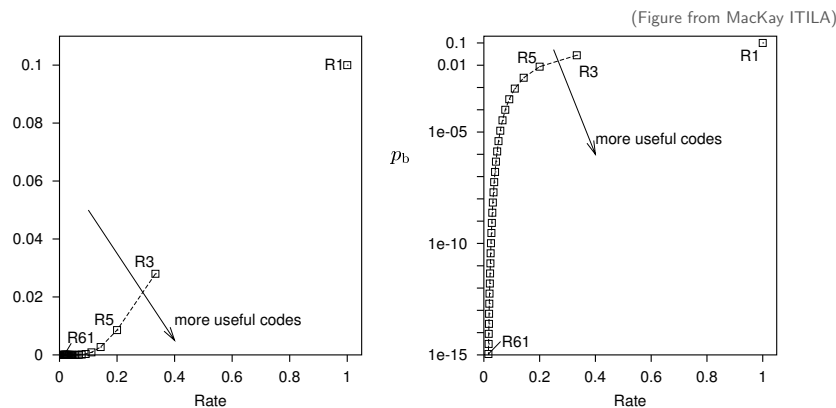 (Figure from MacKay ITILA)
0.1
R1
0.08
0.06
0.04
R3
0.02
R5
more useful codes
R61
0
0 0.2 0.4 0.6 0.8 1
Rate
0.1
R5
R1
0.01
R3
1e-05
more useful codes
p_b
1e-10
R61
1e-15
0 0.2 0.4 0.6 0.8 1
Rate